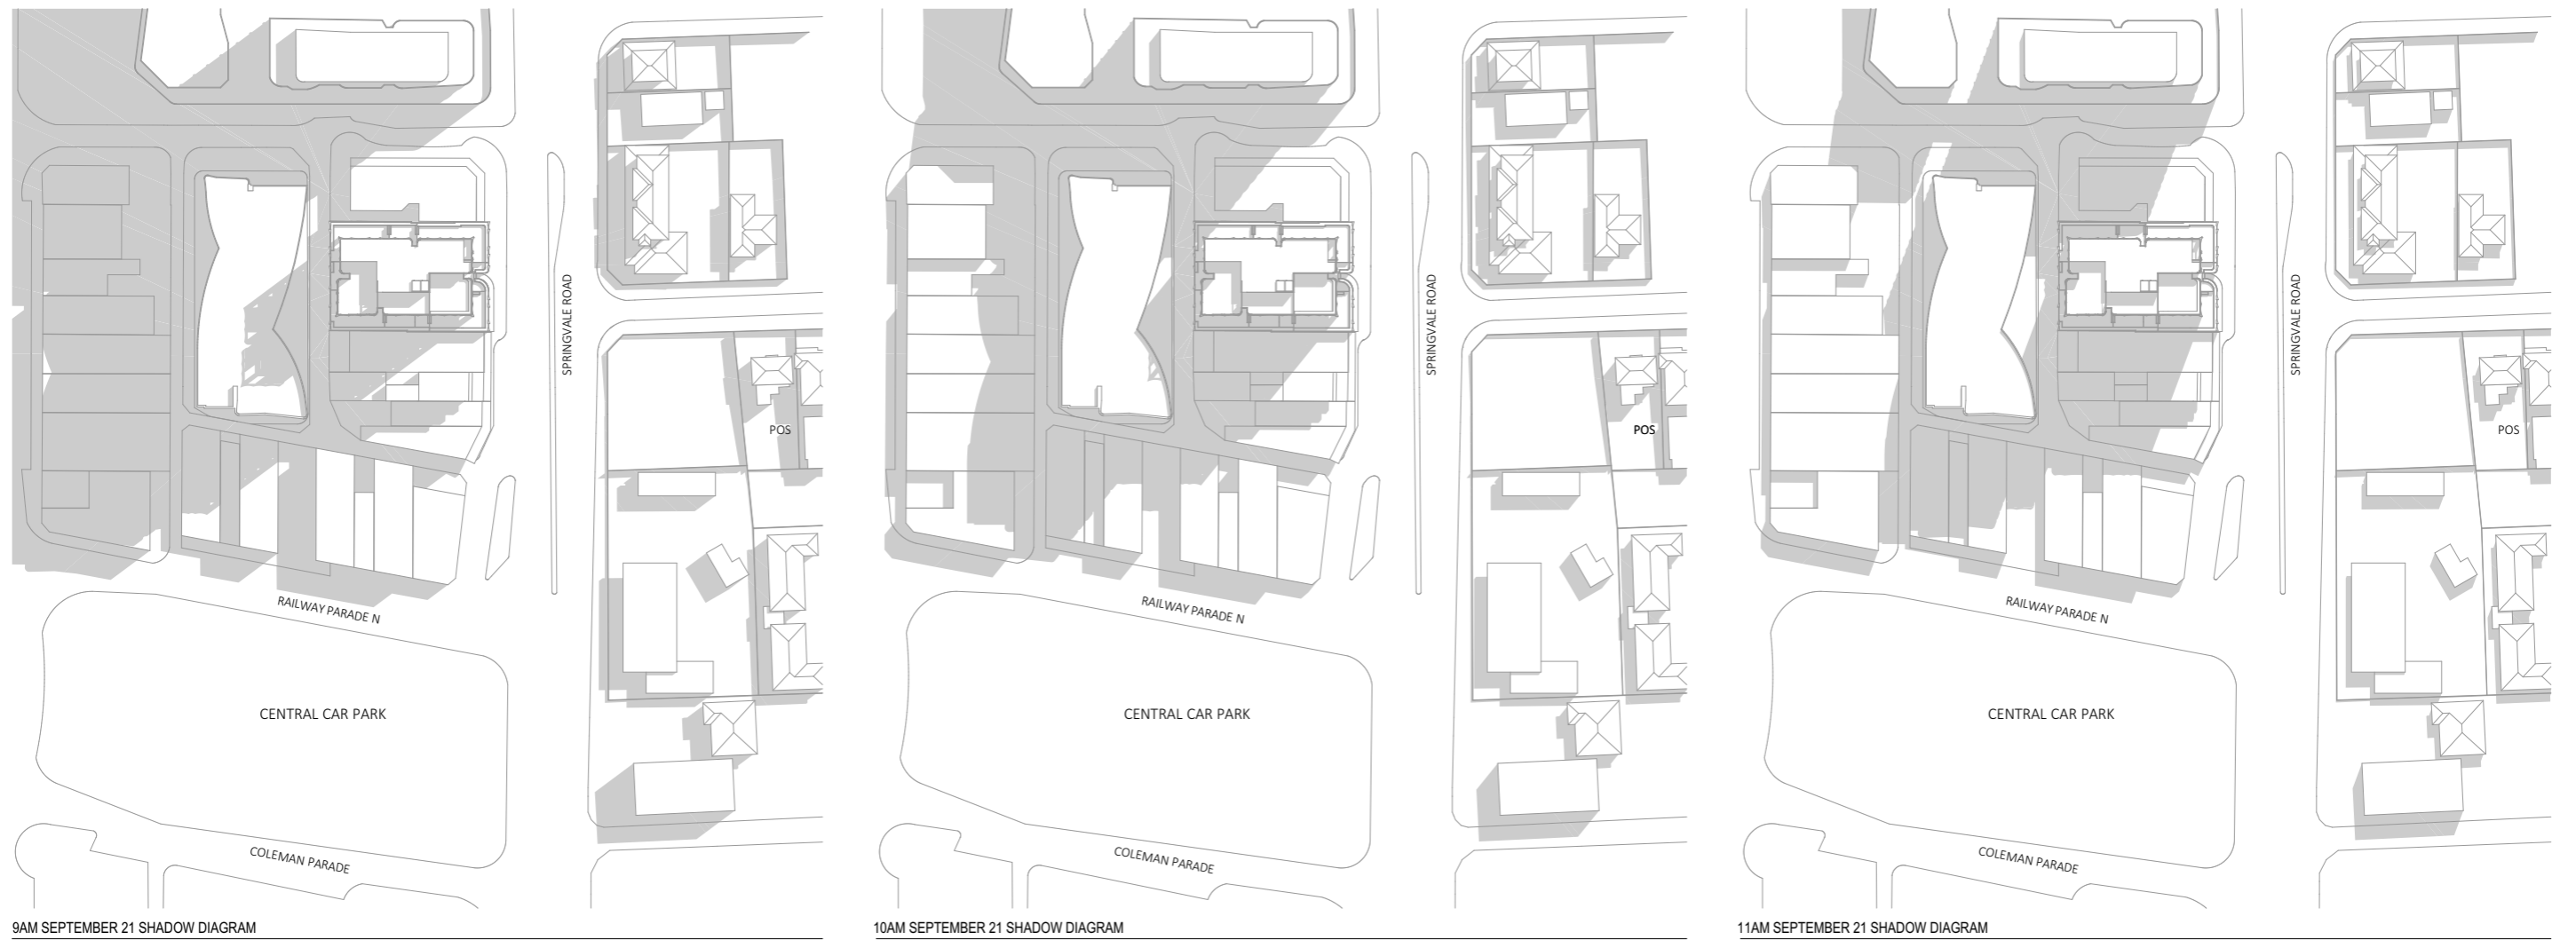 SPRINGVALE ROAD
POS
RAILWAY PARADE N
CENTRAL CAR PARK
COLEMAN PARADE
9AM SEPTEMBER 21 SHADOW DIAGRAM
SPRINGVALE ROAD
POS
RAILWAY PARADE N
CENTRAL CAR PARK
COLEMAN PARADE
10AM SEPTEMBER 21 SHADOW DIAGRAM
SPRINGVALE ROAD
POS
RAILWAY PARADE N
CENTRAL CAR PARK
COLEMAN PARADE
11AM SEPTEMBER 21 SHADOW DIAGRAM